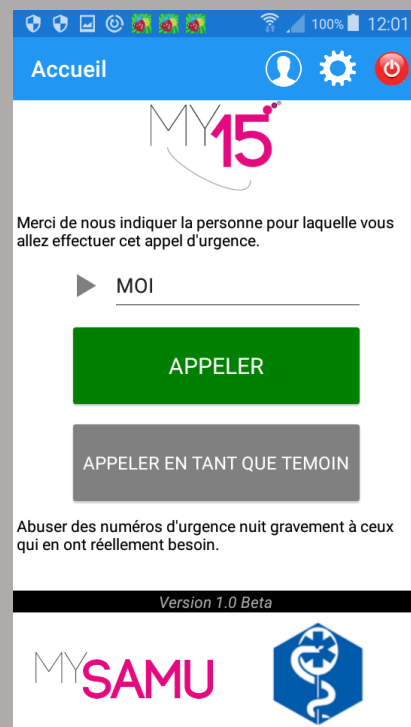 100% 12:01
Accueil
MY15
Merci de nous indiquer la personne pour laquelle vous
allez effectuer cet appel d'urgence.
MOI
APPELER
APPELER EN TANT QUE TEMOIN
Abuser des numéros d'urgence nuit gravement à ceux
qui en ont réellement besoin.
Version 1.0 Beta
MYSAMU